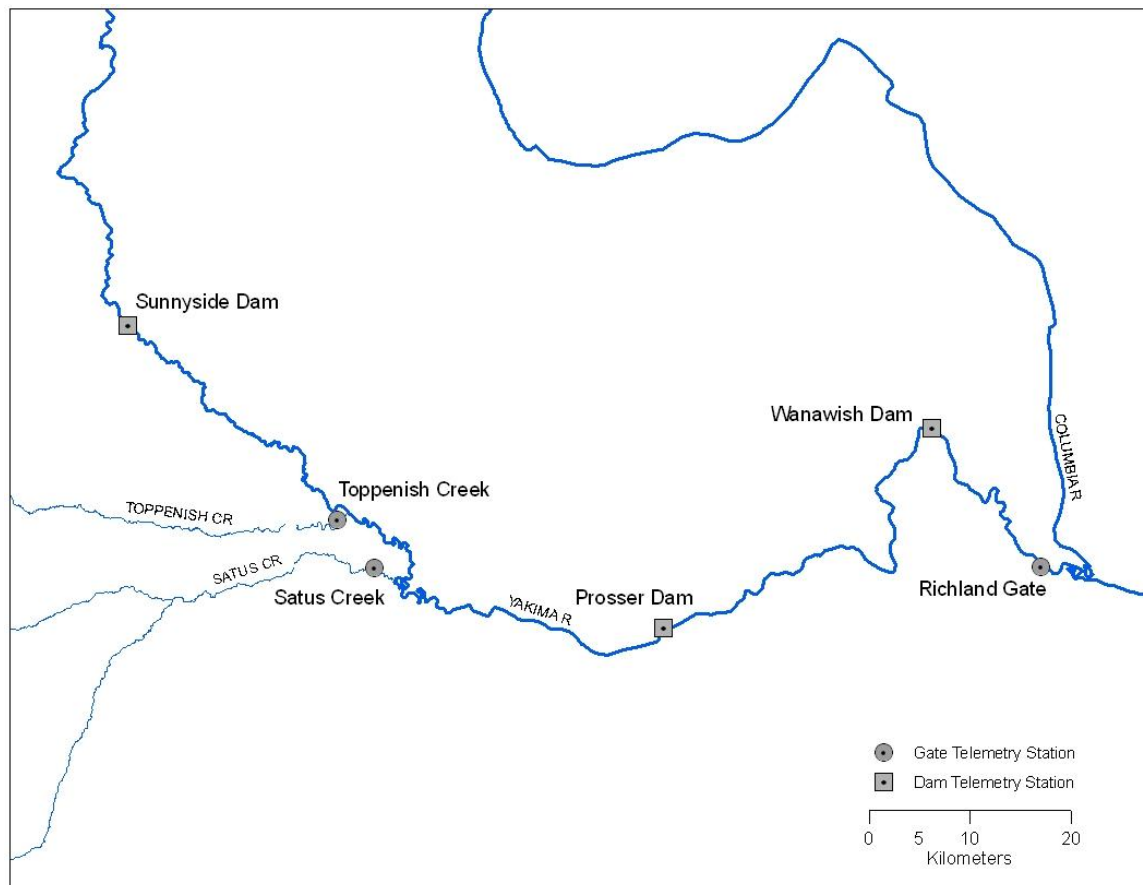 Sunnyside Dam
Wanawish Dam
COLUMBIA R
Toppenish Creek
TOPPENISH CR
SATUS CR
Satus Creek
YAKIMA R
Prosser Dam
Richland Gate
Gate Telemetry Station
Dam Telemetry Station
0 5 10 20
Kilometers